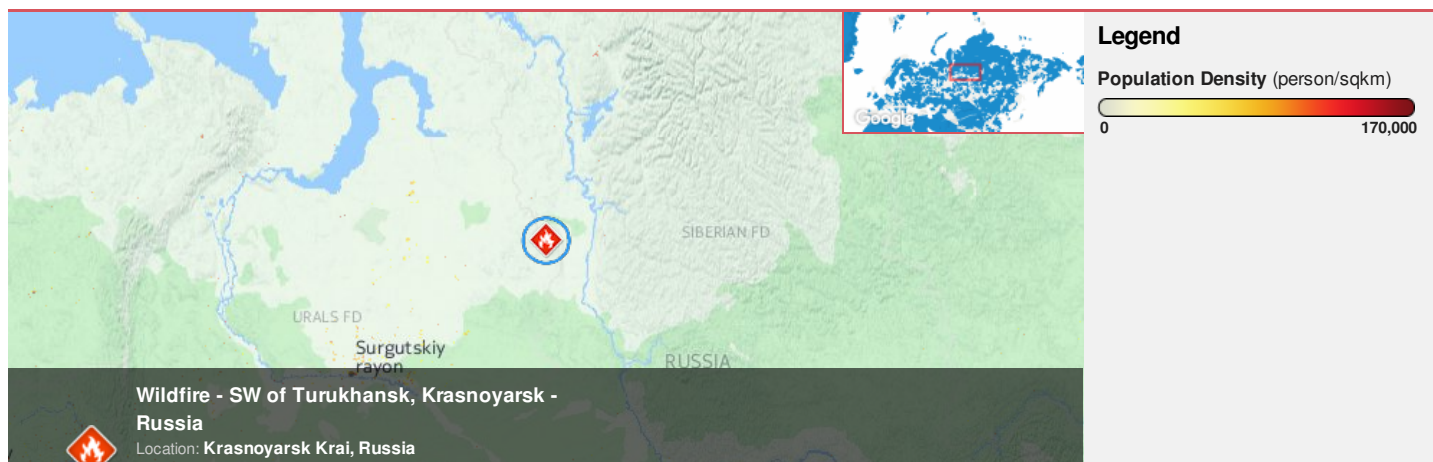 Google
SIBERIAN FD
URALS FD
Surgutskiy
rayon
RUSSIA
Wildfire - SW of Turukhansk, Krasnoyarsk -
Russia
Location: Krasnoyarsk Krai, Russia
Legend
Population Density (person/sqkm)
0 170,000